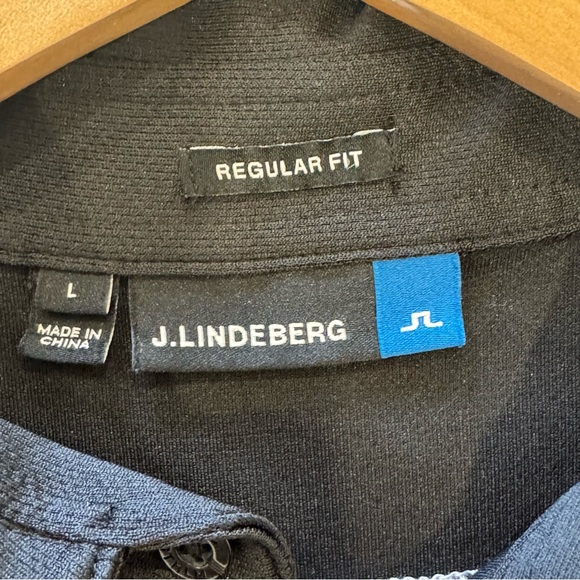 REGULAR FIT
L
MADE IN
CHINA
J.LINDEBERG